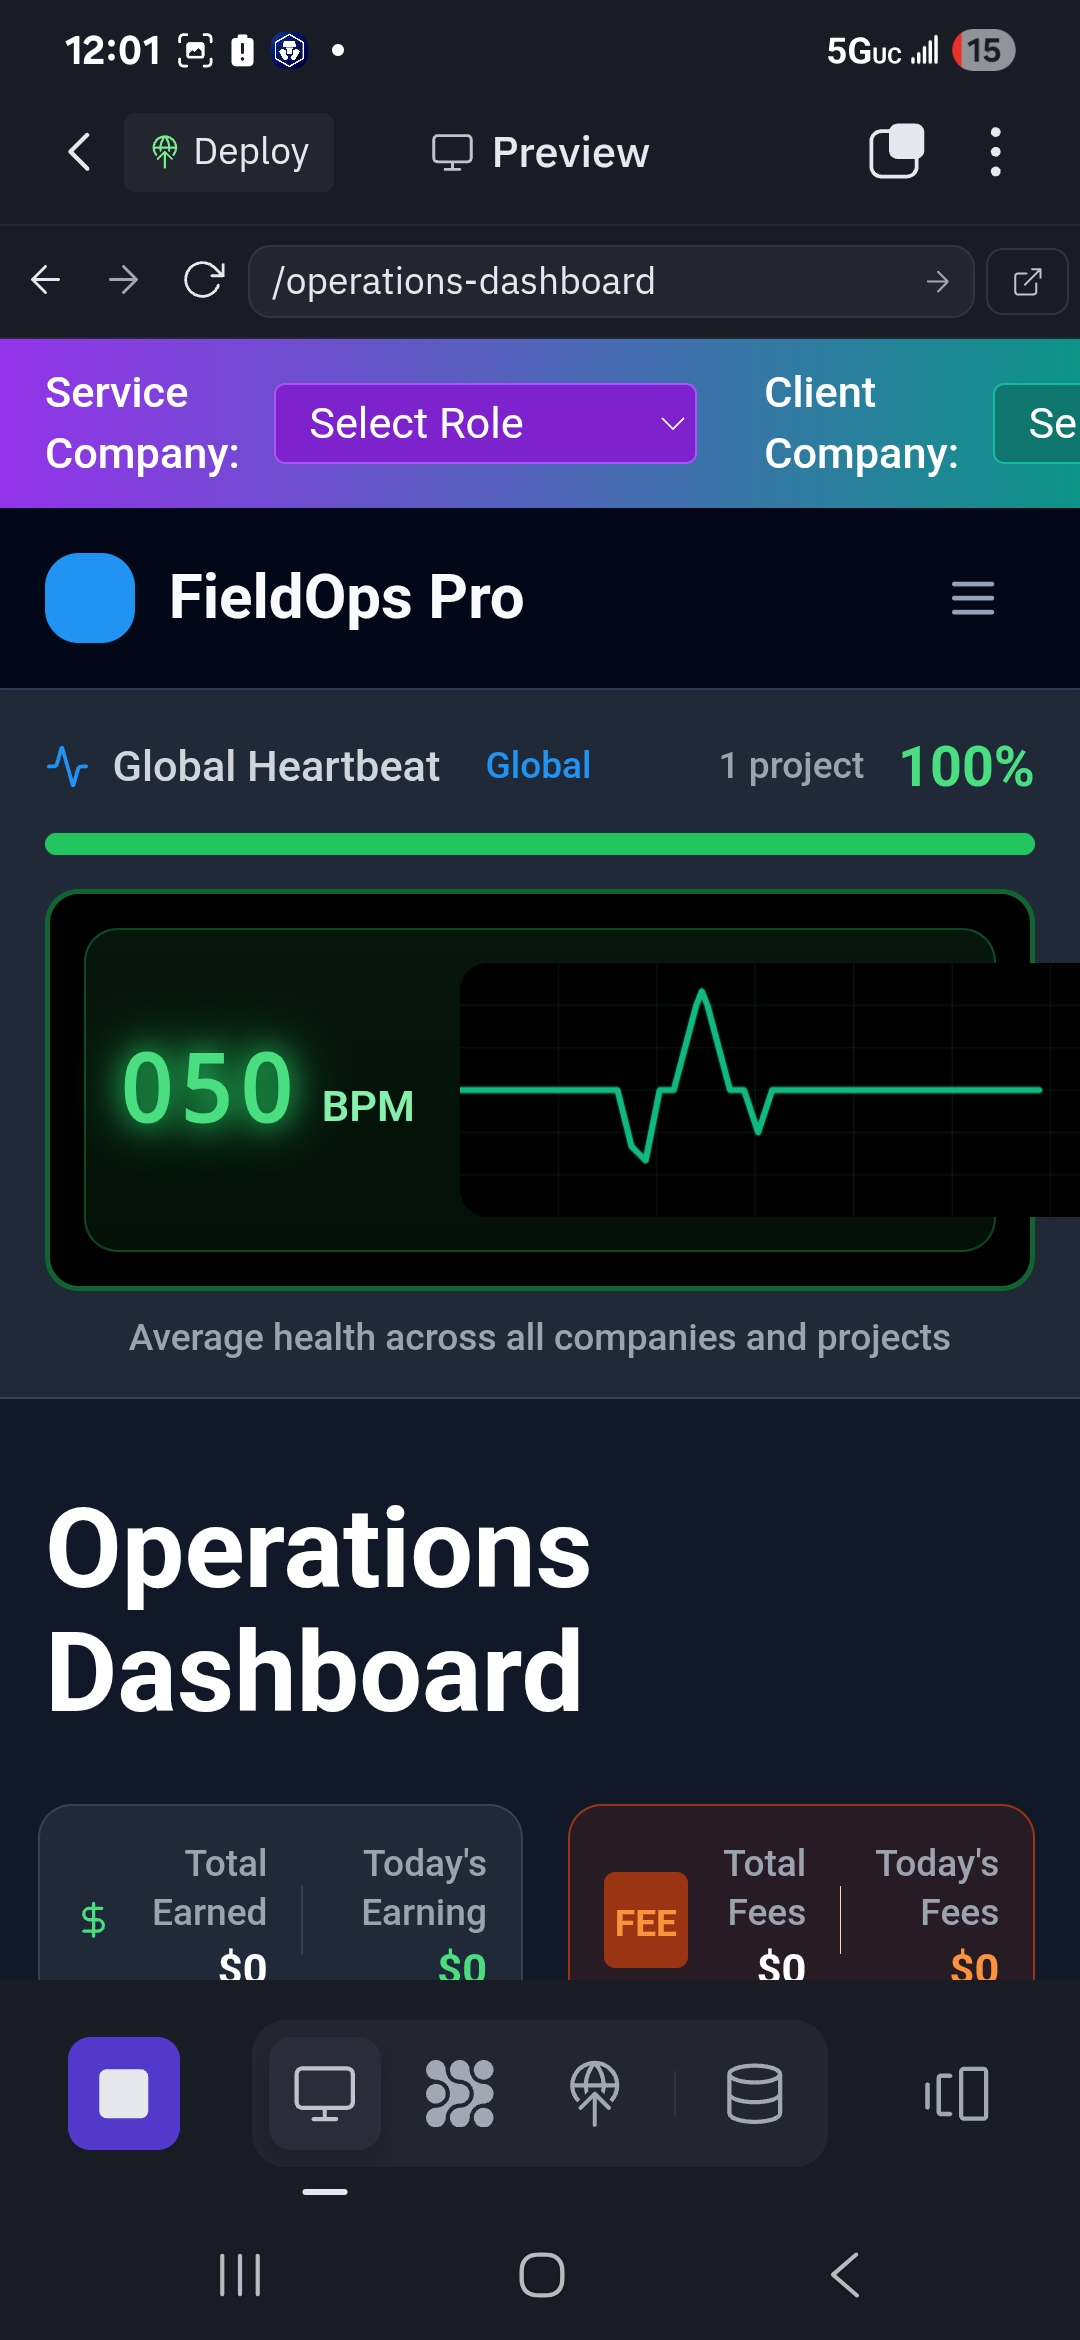 12:01
5GUC
15
Deploy
Preview
/operations-dashboard
Service
Company:
Select Role
Client
Company:
Se
FieldOps Pro
Global Heartbeat
Global
1 project
100%
050 BPM
Average health across all companies and projects
Operations
Dashboard
Total
Earned
$0
Today's
Earning
$0
FEE
Total
Fees
$0
Today's
Fees
$0